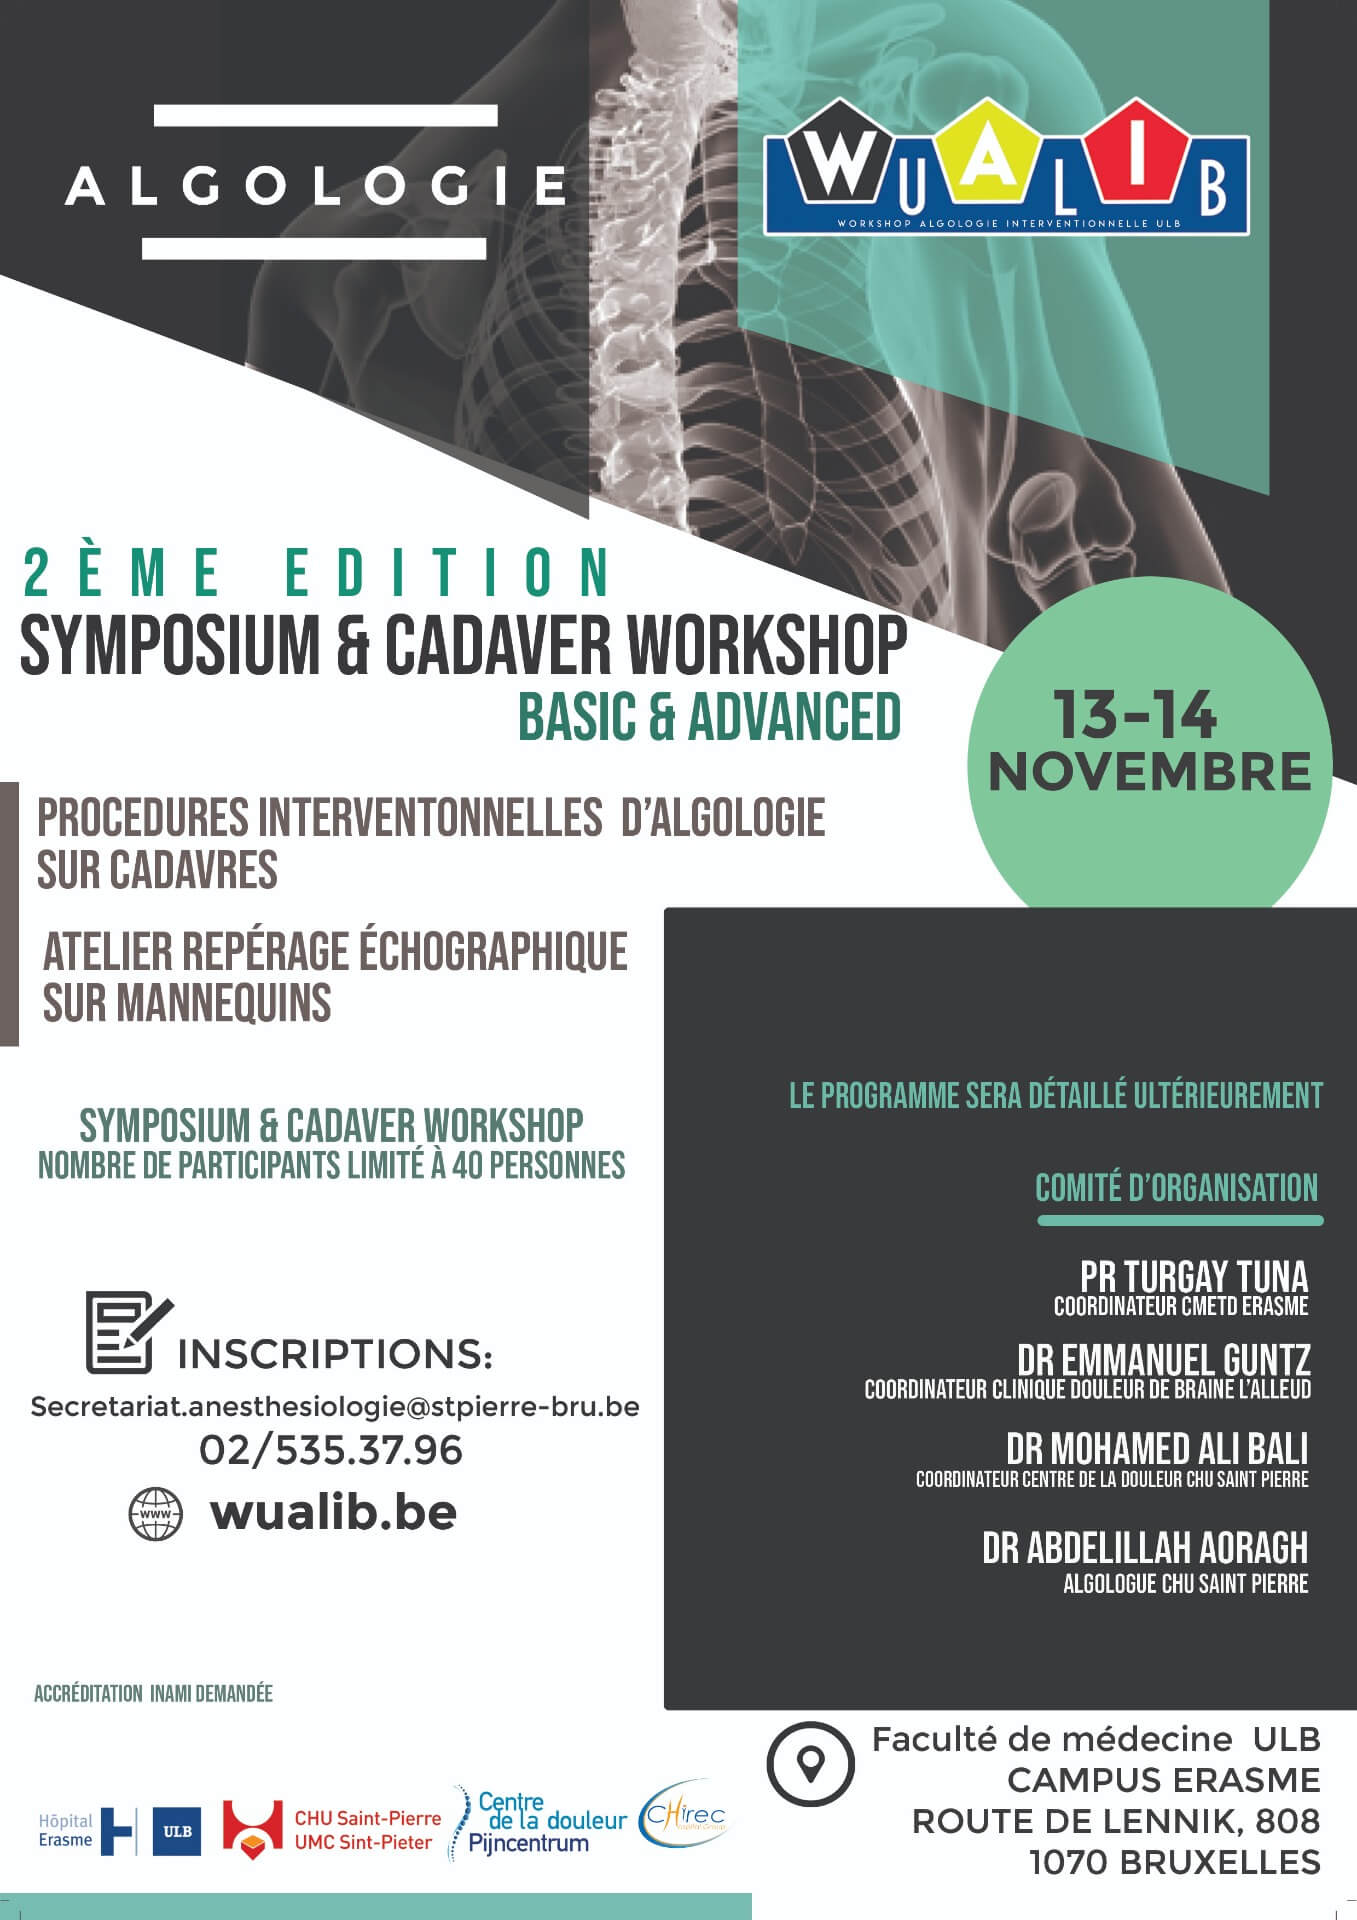 ALGOLOGIE
WUALIB
WORKSHOP ALGOLOGIE INTERVENTIONNELLE ULB
2ÈME EDITION
SYMPOSIUM & CADAVER WORKSHOP
BASIC & ADVANCED
13-14
NOVEMBRE
PROCEDURES INTERVENTONNELLES D'ALGOLOGIE
SUR CADAVRES
ATELIER REPÉRAGE ÉCHOGRAPHIQUE
SUR MANNEQUINS
SYMPOSIUM & CADAVER WORKSHOP
NOMBRE DE PARTICIPANTS LIMITÉ À 40 PERSONNES
INSCRIPTIONS:
Secretariat.anesthesiologie@stpierre-bru.be
02/535.37.96
www
wualib.be
LE PROGRAMME SERA DÉTAILLÉ ULTÉRIEUREMENT
COMITÉ D'ORGANISATION
PR TURGAY TUNA
COORDINATEUR CMETD ERASME
DR EMMANUEL GUNTZ
COORDINATEUR CLINIQUE DOULEUR DE BRAINE L'ALLEUD
DR MOHAMED ALI BALI
COORDINATEUR CENTRE DE LA DOULEUR CHU SAINT PIERRE
DR ABDELILLAH AORAGH
ALGOLOGUE CHU SAINT PIERRE
ACCRÉDITATION INAMI DEMANDÉE
Hôpital
Erasme
ULB
CHU Saint-Pierre
UMC Sint-Pieter
Centre
de la douleur
Pijncentrum
CHirec
Hospital Group
Faculté de médecine ULB
CAMPUS ERASME
ROUTE DE LENNIK, 808
1070 BRUXELLES